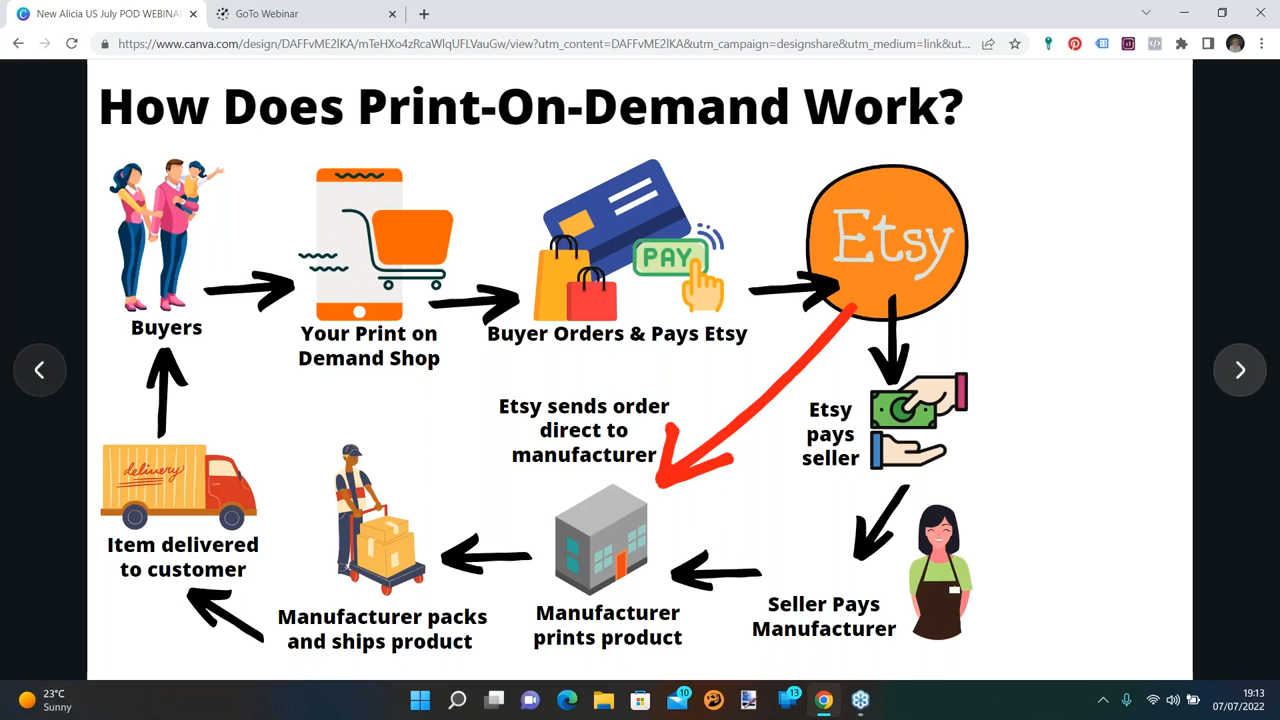 New Alicia US July POD WEBINA
GoTo Webinar
https://www.canva.com/design/DAFfvME2lKA/mTeHXo4zRcaWlqUFLVauGw/view?utm_content=DAFFvME2lKA&utm_campaign=designshare&utm_medium=link&ut...
How Does Print-On-Demand Work?
PAY
Etsy
Buyers
Your Print on
Demand Shop
Buyer Orders & Pays Etsy
Etsy sends order
direct to
manufacturer
Etsy
pays
seller
delivery
Item delivered
to customer
Manufacturer packs
and ships product
Manufacturer
prints product
Seller Pays
Manufacturer
23°C
Sunny
10
13
19:13
07/07/2022